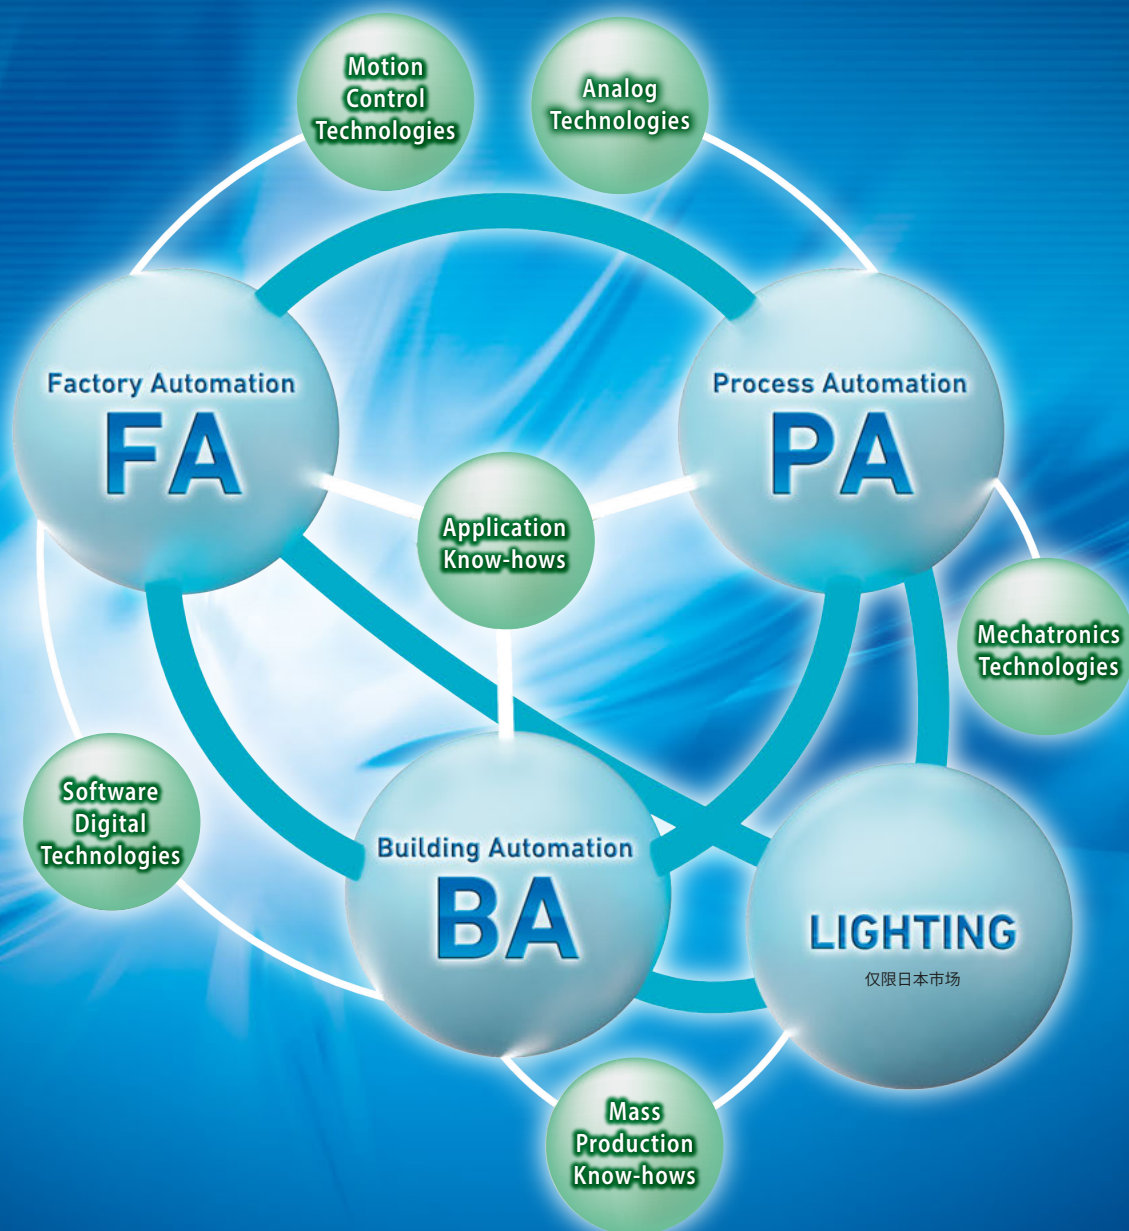 Motion
Control
Technologies
Analog
Technologies
Factory Automation
FA
Process Automation
PA
Application
Know-hows
Mechatronics
Technologies
Software
Digital
Technologies
Building Automation
BA
LIGHTING
仅限日本市场
Mass
Production
Know-hows